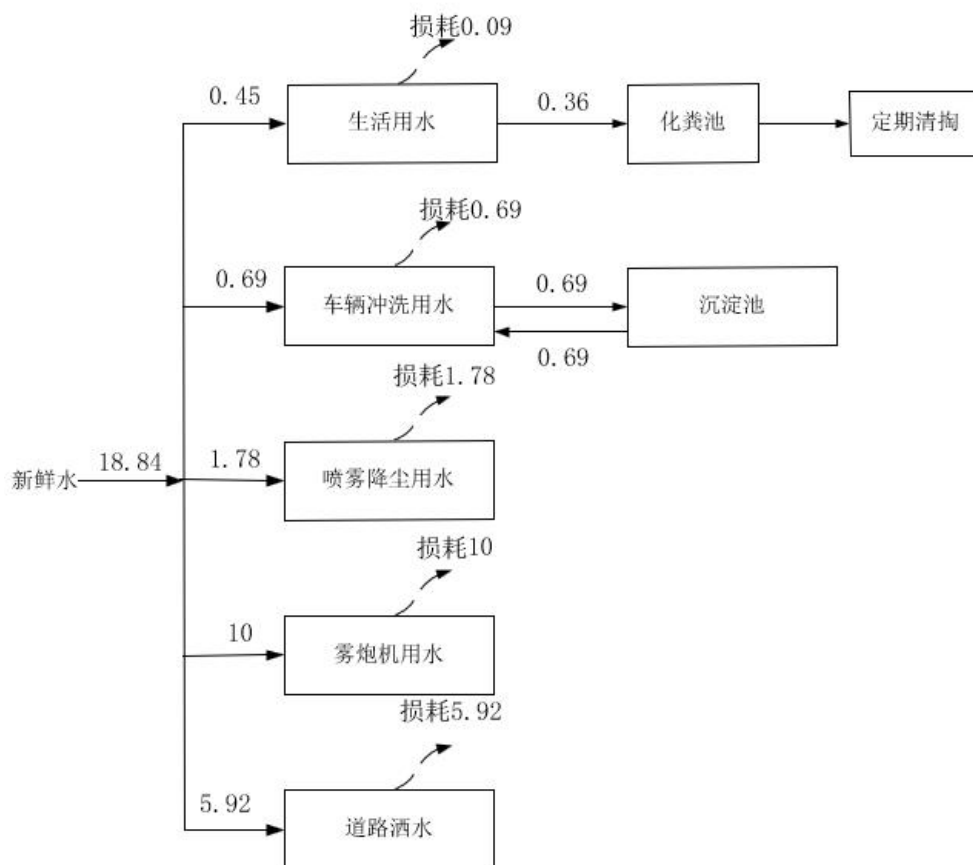 损耗0.09
0.45
生活用水
0.36
化粪池
定期清掏
损耗0.69
0.69
车辆冲洗用水
0.69
沉淀池
0.69
损耗1.78
新鲜水
18.84
1.78
喷雾降尘用水
损耗10
10
雾炮机用水
损耗5.92
5.92
道路洒水